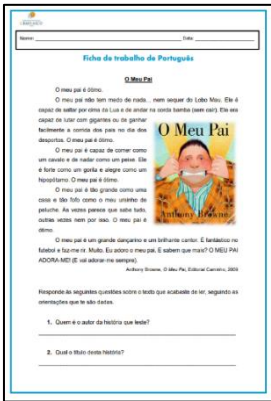 Nome: Data:
Ficha de trabalho de Português
O Meu Pai
O meu pai é ótimo.
O meu pai não tem medo de nada... nem sequer do Lobo Mau. Ele é
capaz de saltar por cima da Lua e de andar na corda bamba (sem cair). Ele era
capaz de lutar com gigantes ou de ganhar
facilmente a corrida dos pais no dia dos
desportos. O meu pai é ótimo.
O meu pai é capaz de comer como
um cavalo e de nadar como um peixe. Ele
é forte como um gorila e alegre como um
hipopótamo. O meu pai é ótimo.
O meu pai é tão grande como uma
casa e tão fofo como o meu ursinho de
peluche. Às vezes parece que sabe tudo,
outras vezes nem por isso. O meu pai é
ótimo.
O Meu Pai
Anthony Browne
O meu pai é um grande dançarino e um brilhante cantor. É fantástico no
futebol e faz-me rir. Muito. Eu adoro o meu pai. E sabem que mais? O MEU PAI
ADORA-ME! (E vai adorar-me sempre).
Anthony Browne, O Meu Pai, Editorial Caminho, 2005
Responde às seguintes questões sobre o texto que acabaste de ler, seguindo as
orientações que te são dadas.
1. Quem é o autor da história que leste?
2. Qual o título desta história?